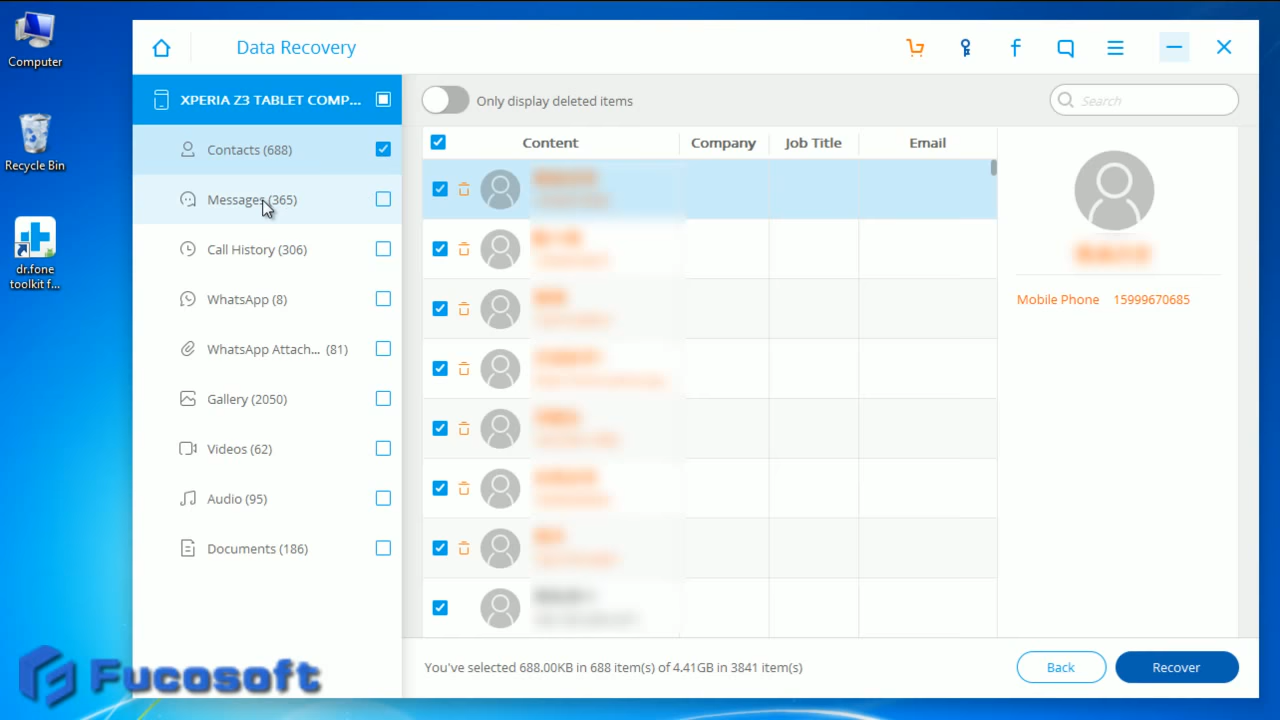 Computer
Recycle Bin
dr.fone
toolkit f...
Data Recovery
XPERIA Z3 TABLET COMP...
Contacts (688)
Messages (365)
Call History (306)
WhatsApp (8)
WhatsApp Attach... (81)
Gallery (2050)
Videos (62)
Audio (95)
Documents (186)
Only display deleted items
Search
Content Company Job Title Email
Mobile Phone 15999670685
You've selected 688.00KB in 688 item(s) of 4.41GB in 3841 item(s)
Back
Recover
Fucosoft